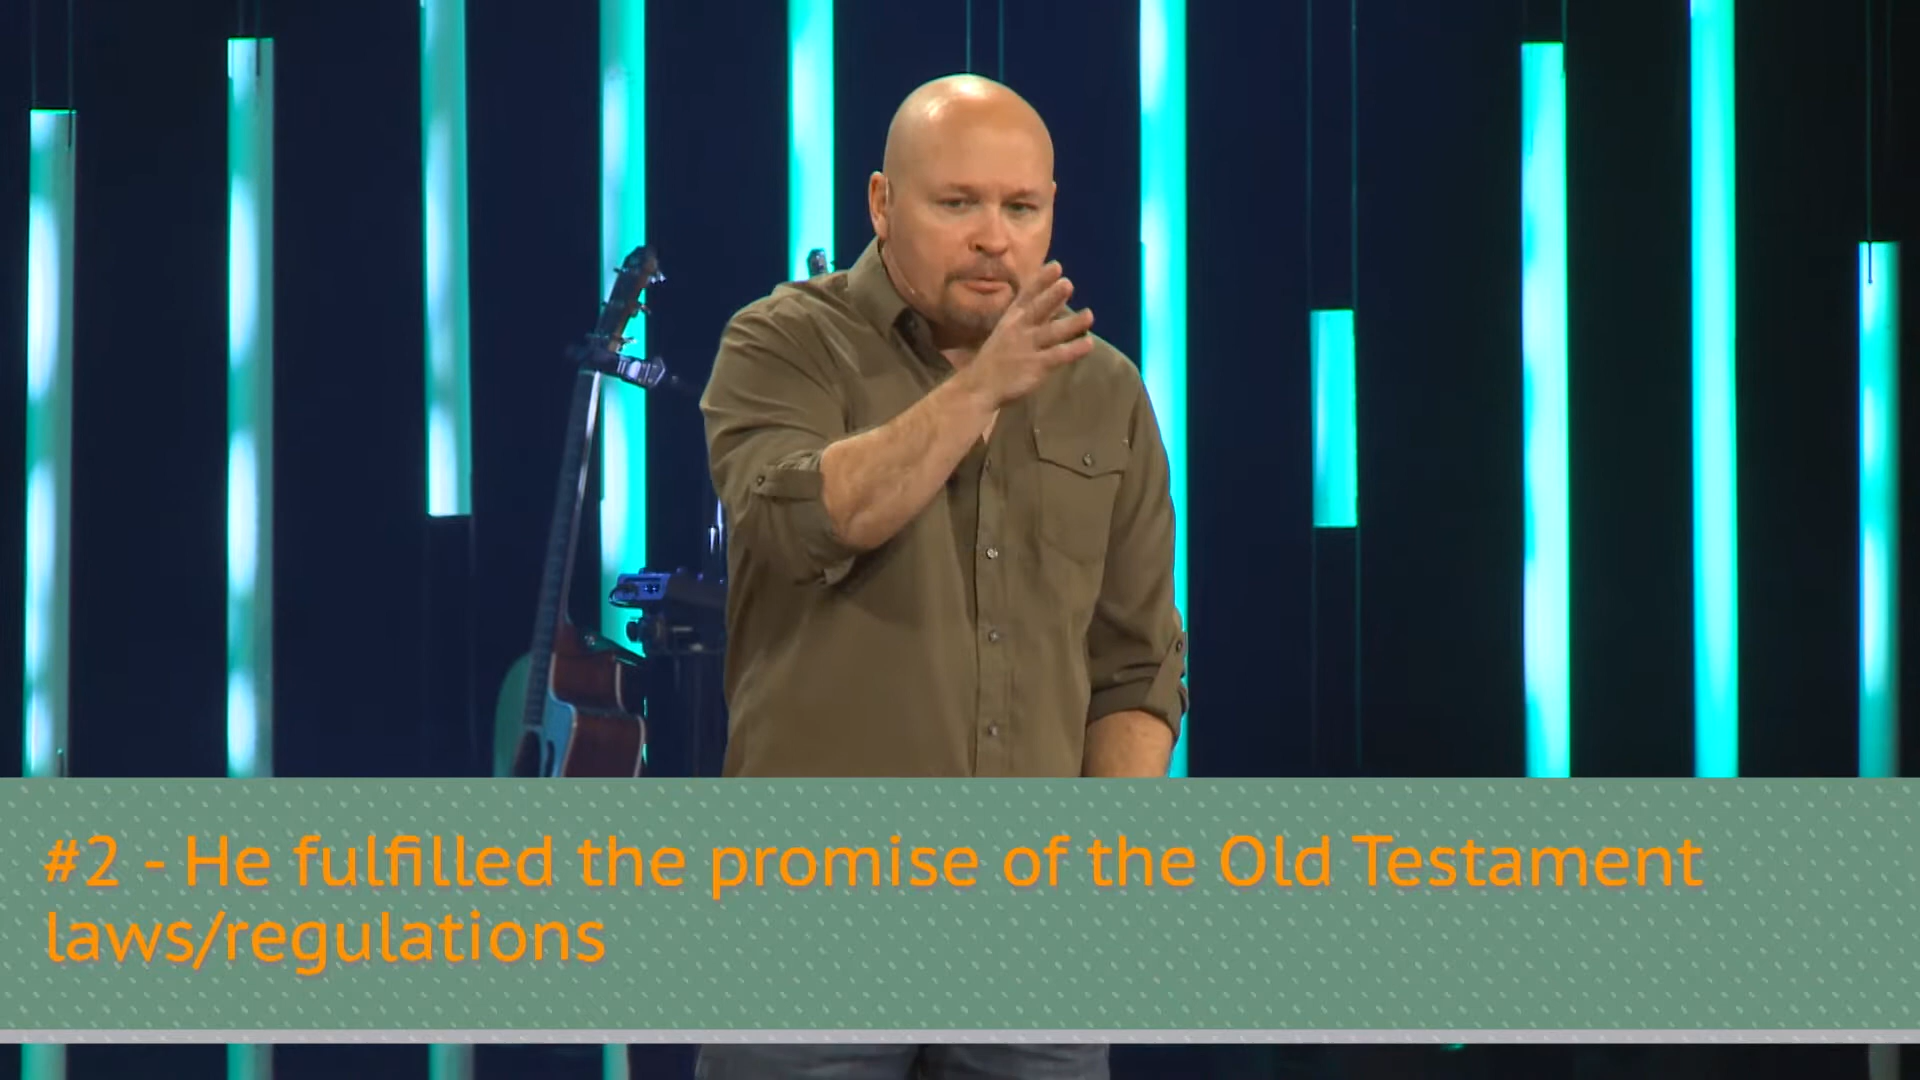 #2 - He fulfilled the promise of the Old Testament
laws/regulations